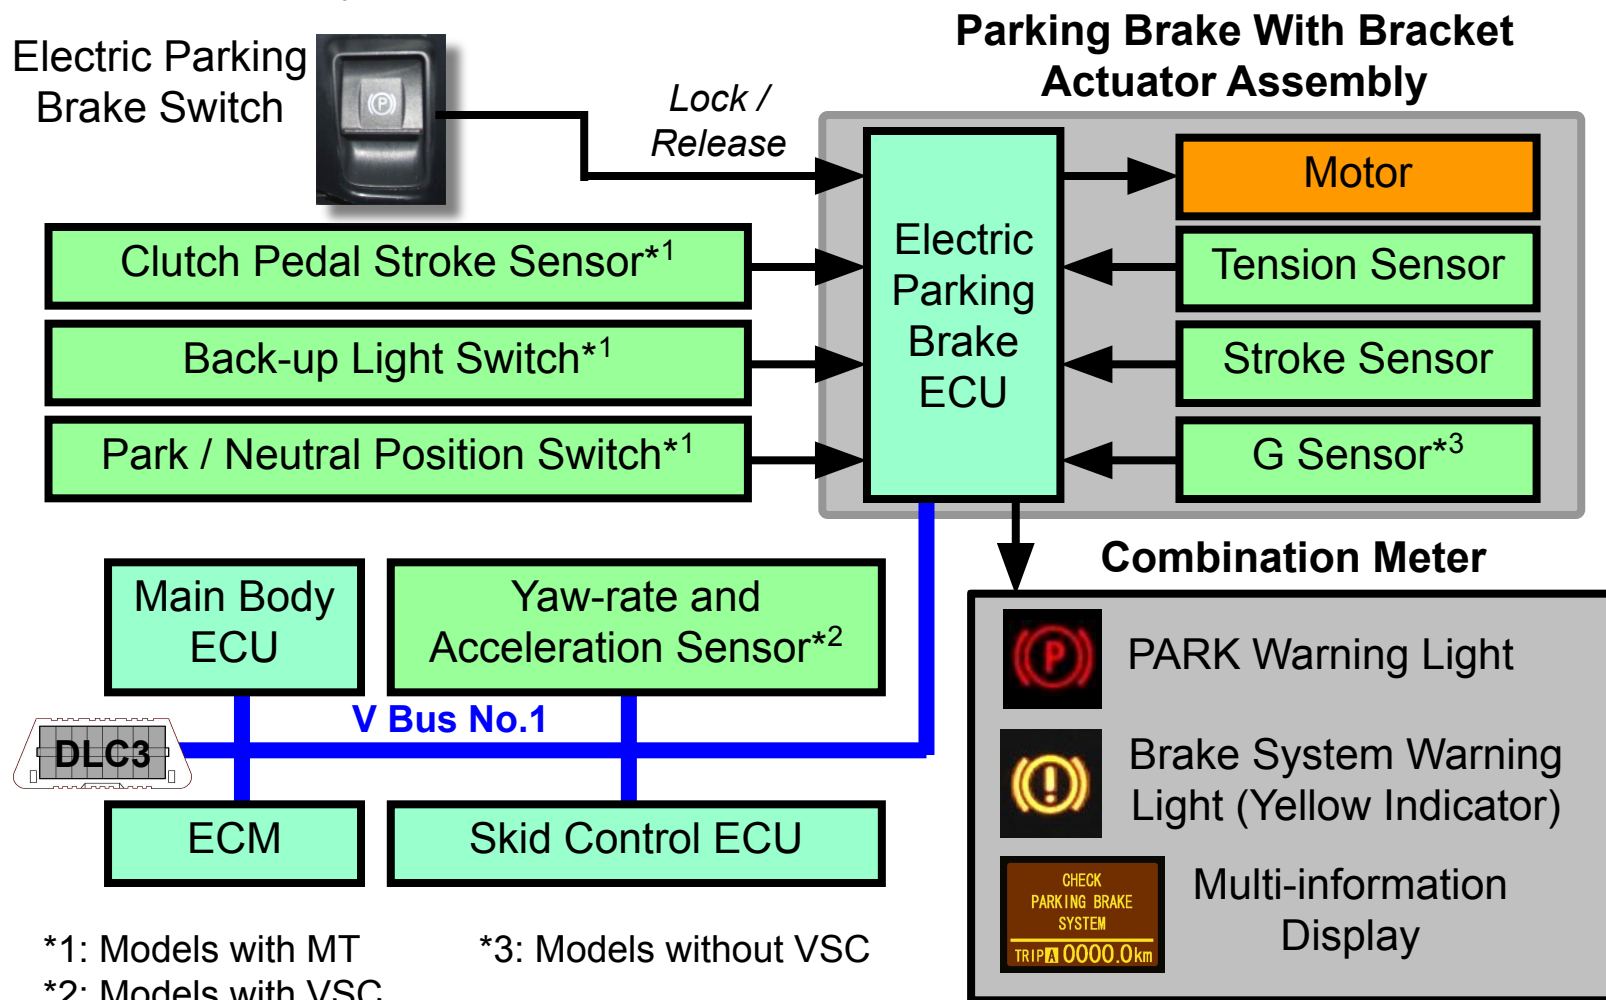 Parking Brake With Bracket
Actuator Assembly
Electric Parking
Brake Switch
Lock /
Release
Electric
Parking
Brake
ECU
Motor
Tension Sensor
Stroke Sensor
G Sensor*3
Clutch Pedal Stroke Sensor*1
Back-up Light Switch*1
Park / Neutral Position Switch*1
Main Body
ECU
Yaw-rate and
Acceleration Sensor*2
V Bus No.1
DLC3
ECM
Skid Control ECU
Combination Meter
P
PARK Warning Light
!
Brake System Warning
Light (Yellow Indicator)
CHECK
PARKING BRAKE
SYSTEM
TRIP A 0000.0km
Multi-information
Display
*1: Models with MT
*2: Models with VSC
*3: Models without VSC